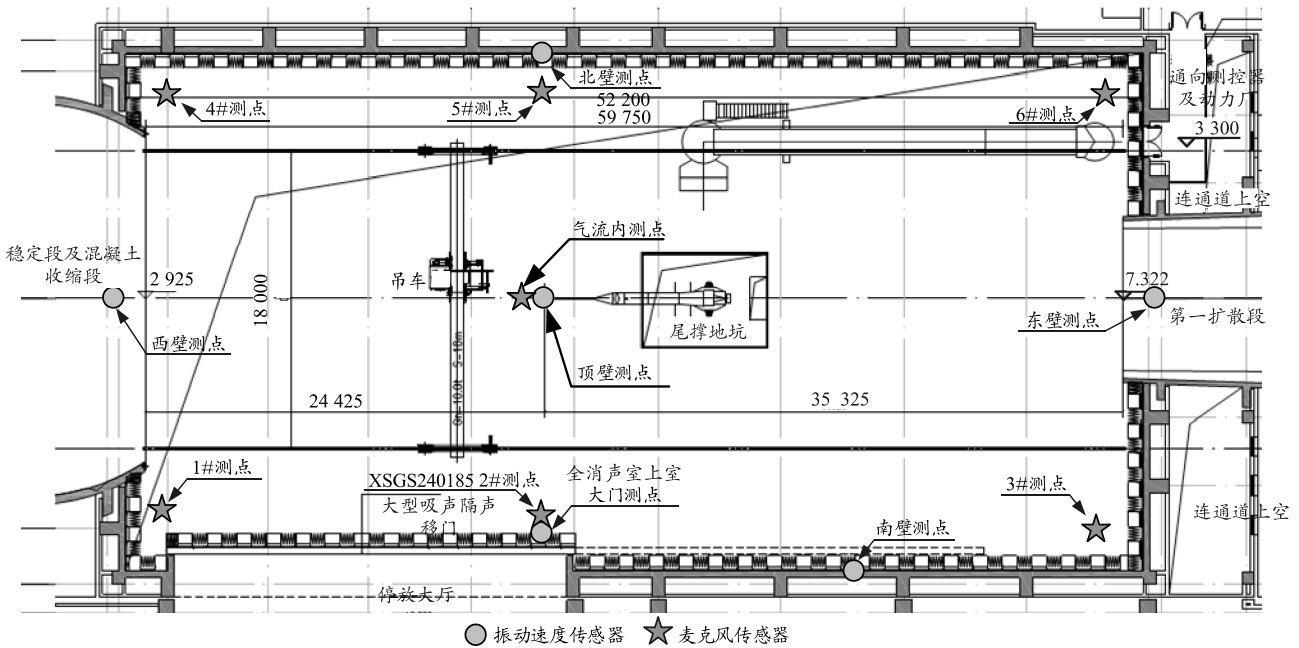 北壁测点
通向测控器
及动力厂
4#测点
5#测点
52 200
59 750
6#测点
3 300
连通道上空
气流内测点
稳定段及混凝土
收缩段
2 925
18 000
吊车
7.322
尾撑地坑
东壁测点
第一扩散段
西壁测点
顶壁测点
24 425
35 325
Gn=10.0t S=16m
1#测点
XSGS240185 2#测点
全消声室上室
大门测点
大型吸声隔声
移门
3#测点
连通道上空
南壁测点
停放大厅
振动速度传感器
麦克风传感器